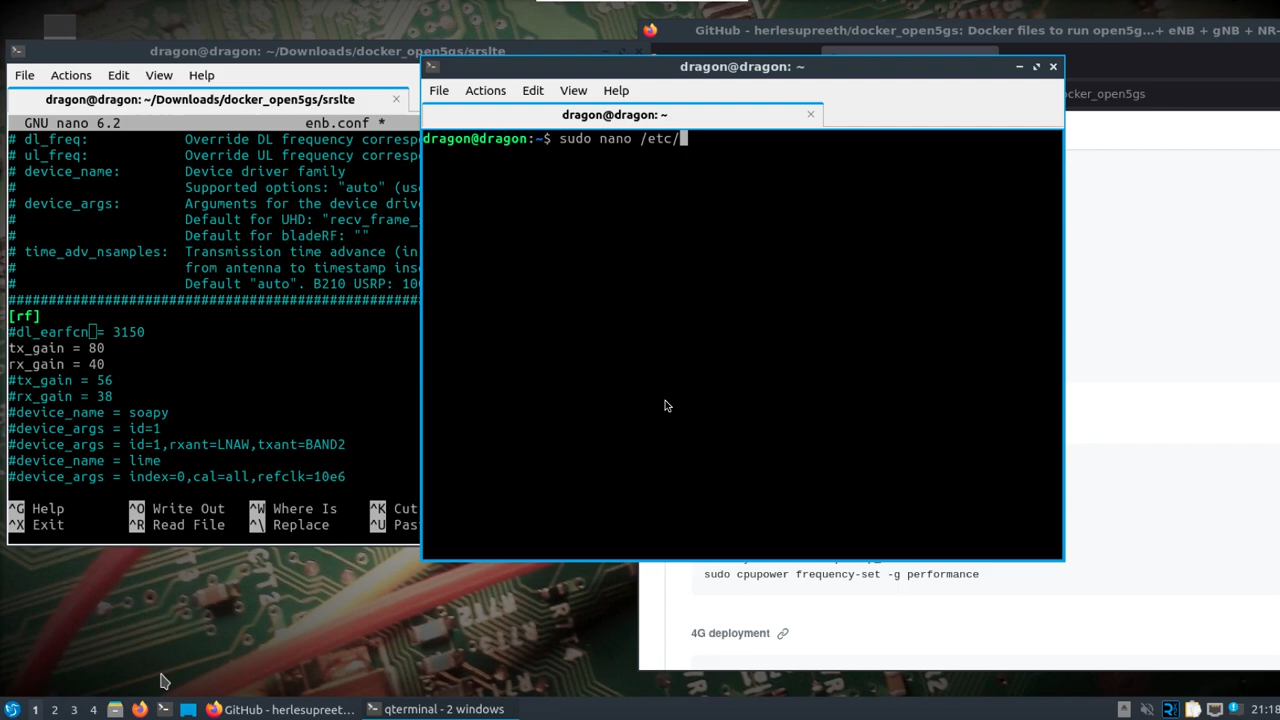 dragon@dragon: ~/Downloads/docker_open5gs/srslte
File Actions Edit View Help
dragon@dragon: ~/Downloads/docker_open5gs/srslte
GNU nano 6.2 enb.conf *
# dl_freq: Override DL frequency corresp
# ul_freq: Override UL frequency corresp
# device_name: Device driver family
# Supported options: "auto" (us
# device_args: Arguments for the device driv
# Default for UHD: "recv_frame_
# Default for bladeRF: ""
# time_adv_nsamples: Transmission time advance (in
# from antenna to timestamp ins
# Default "auto". B210 USRP: 10
####################################################
[rf]
#dl_earfcn = 3150
tx_gain = 80
rx_gain = 40
#tx_gain = 56
#rx_gain = 38
#device_name = soapy
#device_args = id=1
#device_args = id=1,rxant=LNAW,txant=BAND2
#device_name = lime
#device_args = index=0,cal=all,refclk=10e6
^G Help ^O Write Out ^W Where Is ^K Cut
^X Exit ^R Read File ^\ Replace ^U Pas
dragon@dragon: ~
File Actions Edit View Help
dragon@dragon: ~
dragon@dragon:~$ sudo nano /etc/
GitHub - herlesupreeth/docker_open5gs: Docker files to run open5g…+ eNB + gNB + NR-
ocker_open5gs
sudo cpupower frequency-set -g performance
4G deployment
1 2 3 4 GitHub - herlesupreet… qterminal - 2 windows 21:18